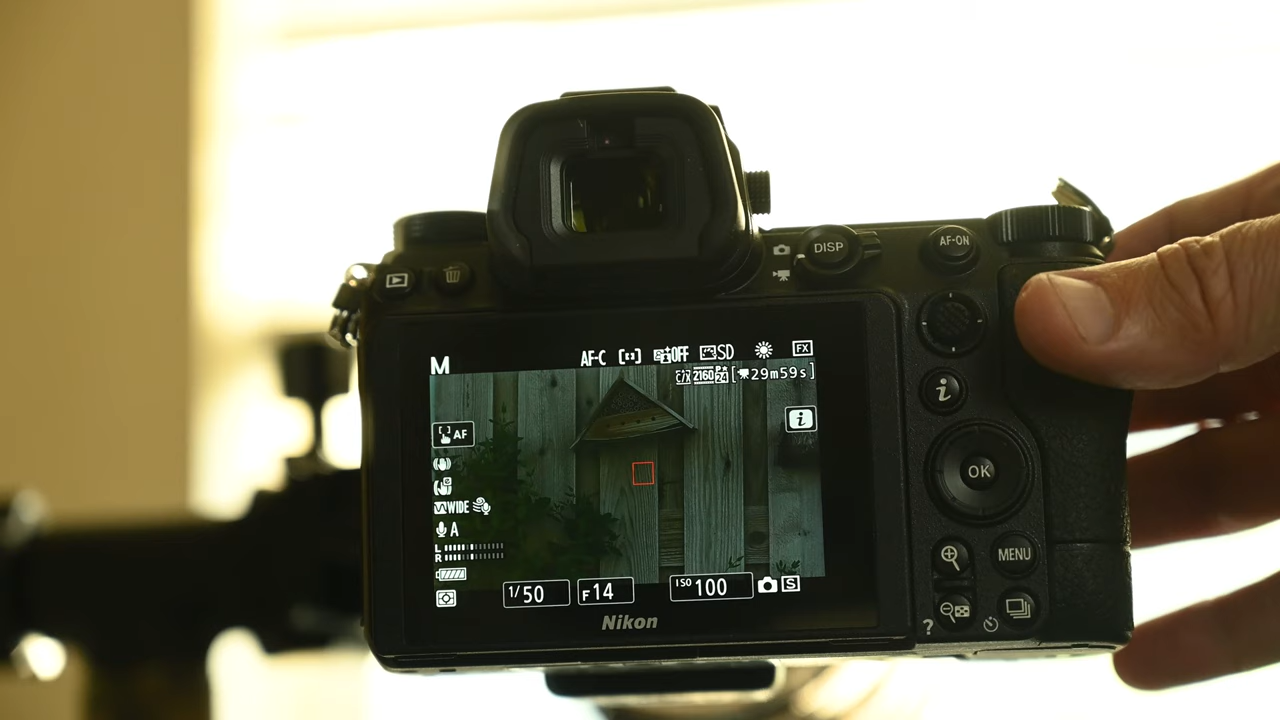 DISP
AF-ON
M
AF-C OFF SD FX
2160 24 [29m59s]
i
AF
i
WIDE
A
L
R
OK
MENU
1/50 F14 ISO 100 S
Nikon
?